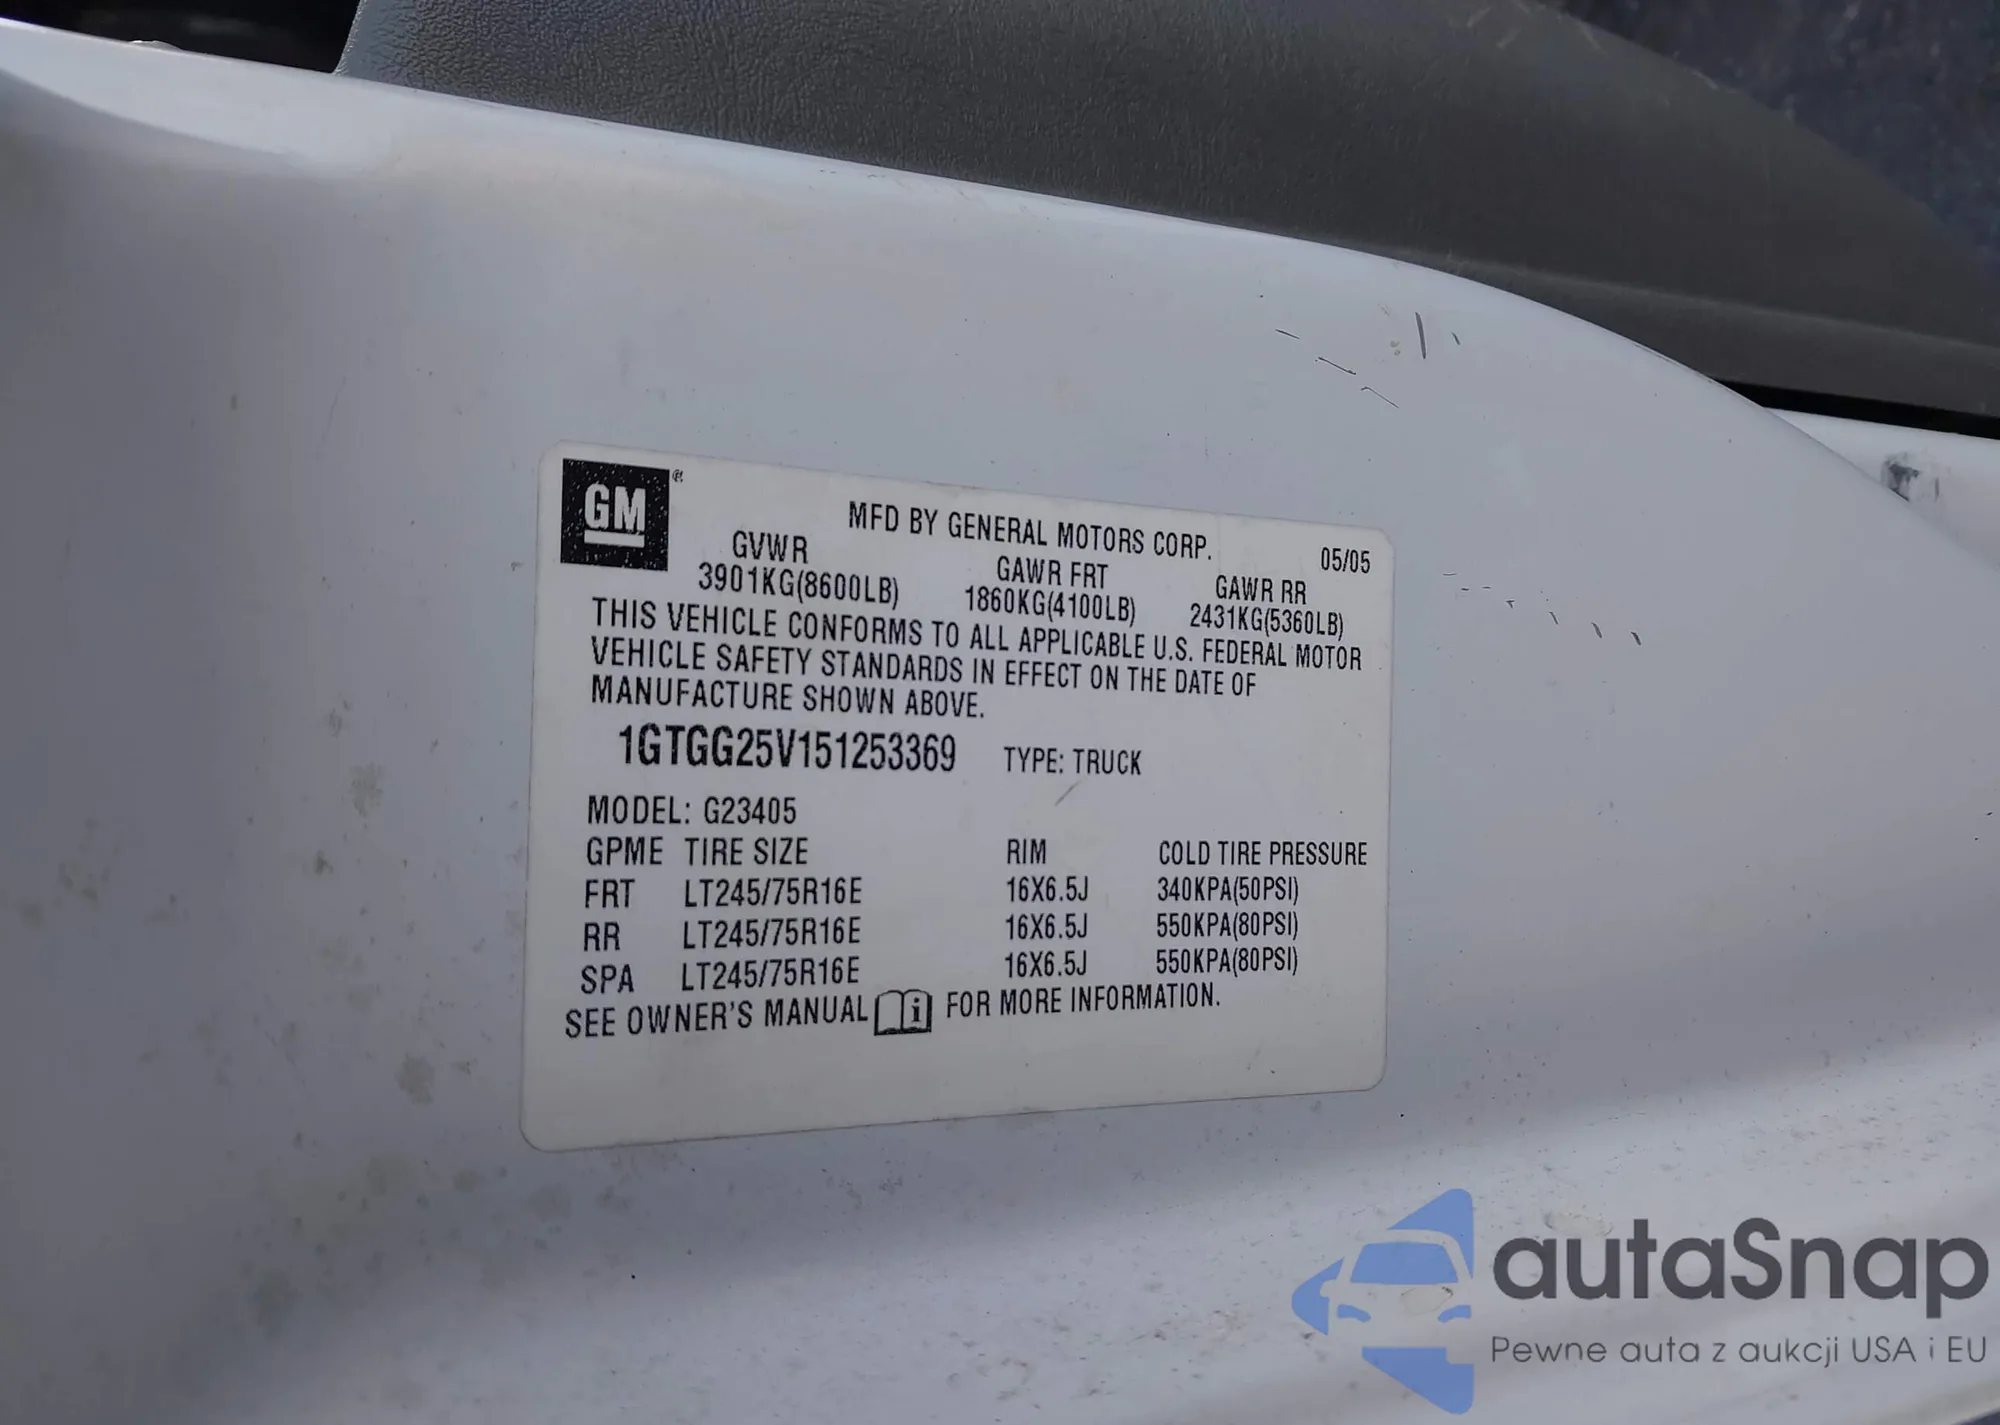 GM ®
MFD BY GENERAL MOTORS CORP. 05/05
GVWR GAWR FRT GAWR RR
3901KG(8600LB) 1860KG(4100LB) 2431KG(5360LB)
THIS VEHICLE CONFORMS TO ALL APPLICABLE U.S. FEDERAL MOTOR
VEHICLE SAFETY STANDARDS IN EFFECT ON THE DATE OF
MANUFACTURE SHOWN ABOVE.
1GTGG25V151253369 TYPE: TRUCK
MODEL: G23405
GPME TIRE SIZE RIM COLD TIRE PRESSURE
FRT LT245/75R16E 16X6.5J 340KPA(50PSI)
RR LT245/75R16E 16X6.5J 550KPA(80PSI)
SPA LT245/75R16E 16X6.5J 550KPA(80PSI)
SEE OWNER'S MANUAL i FOR MORE INFORMATION.
autaSnap
Pewne auta z aukcji USA i EU